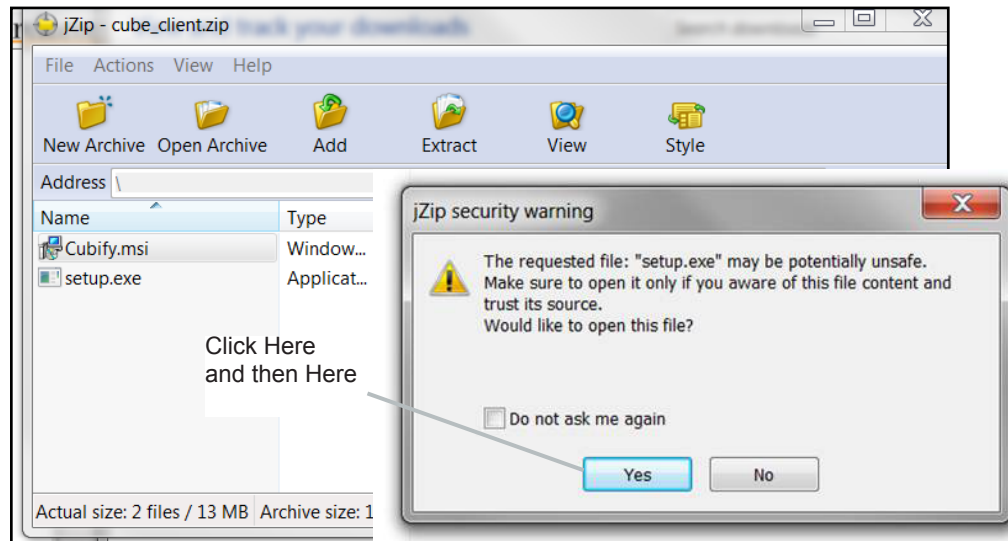 jZip - cube_client.zip
track your downloads
File Actions View Help
New Archive Open Archive Add Extract View Style
Address \
Name Type
Cubify.msi Window...
setup.exe Applicat...
Click Here
and then Here
Actual size: 2 files / 13 MB Archive size: 1
jZip security warning
The requested file: "setup.exe" may be potentially unsafe.
Make sure to open it only if you aware of this file content and
trust its source.
Would like to open this file?
Do not ask me again
Yes No